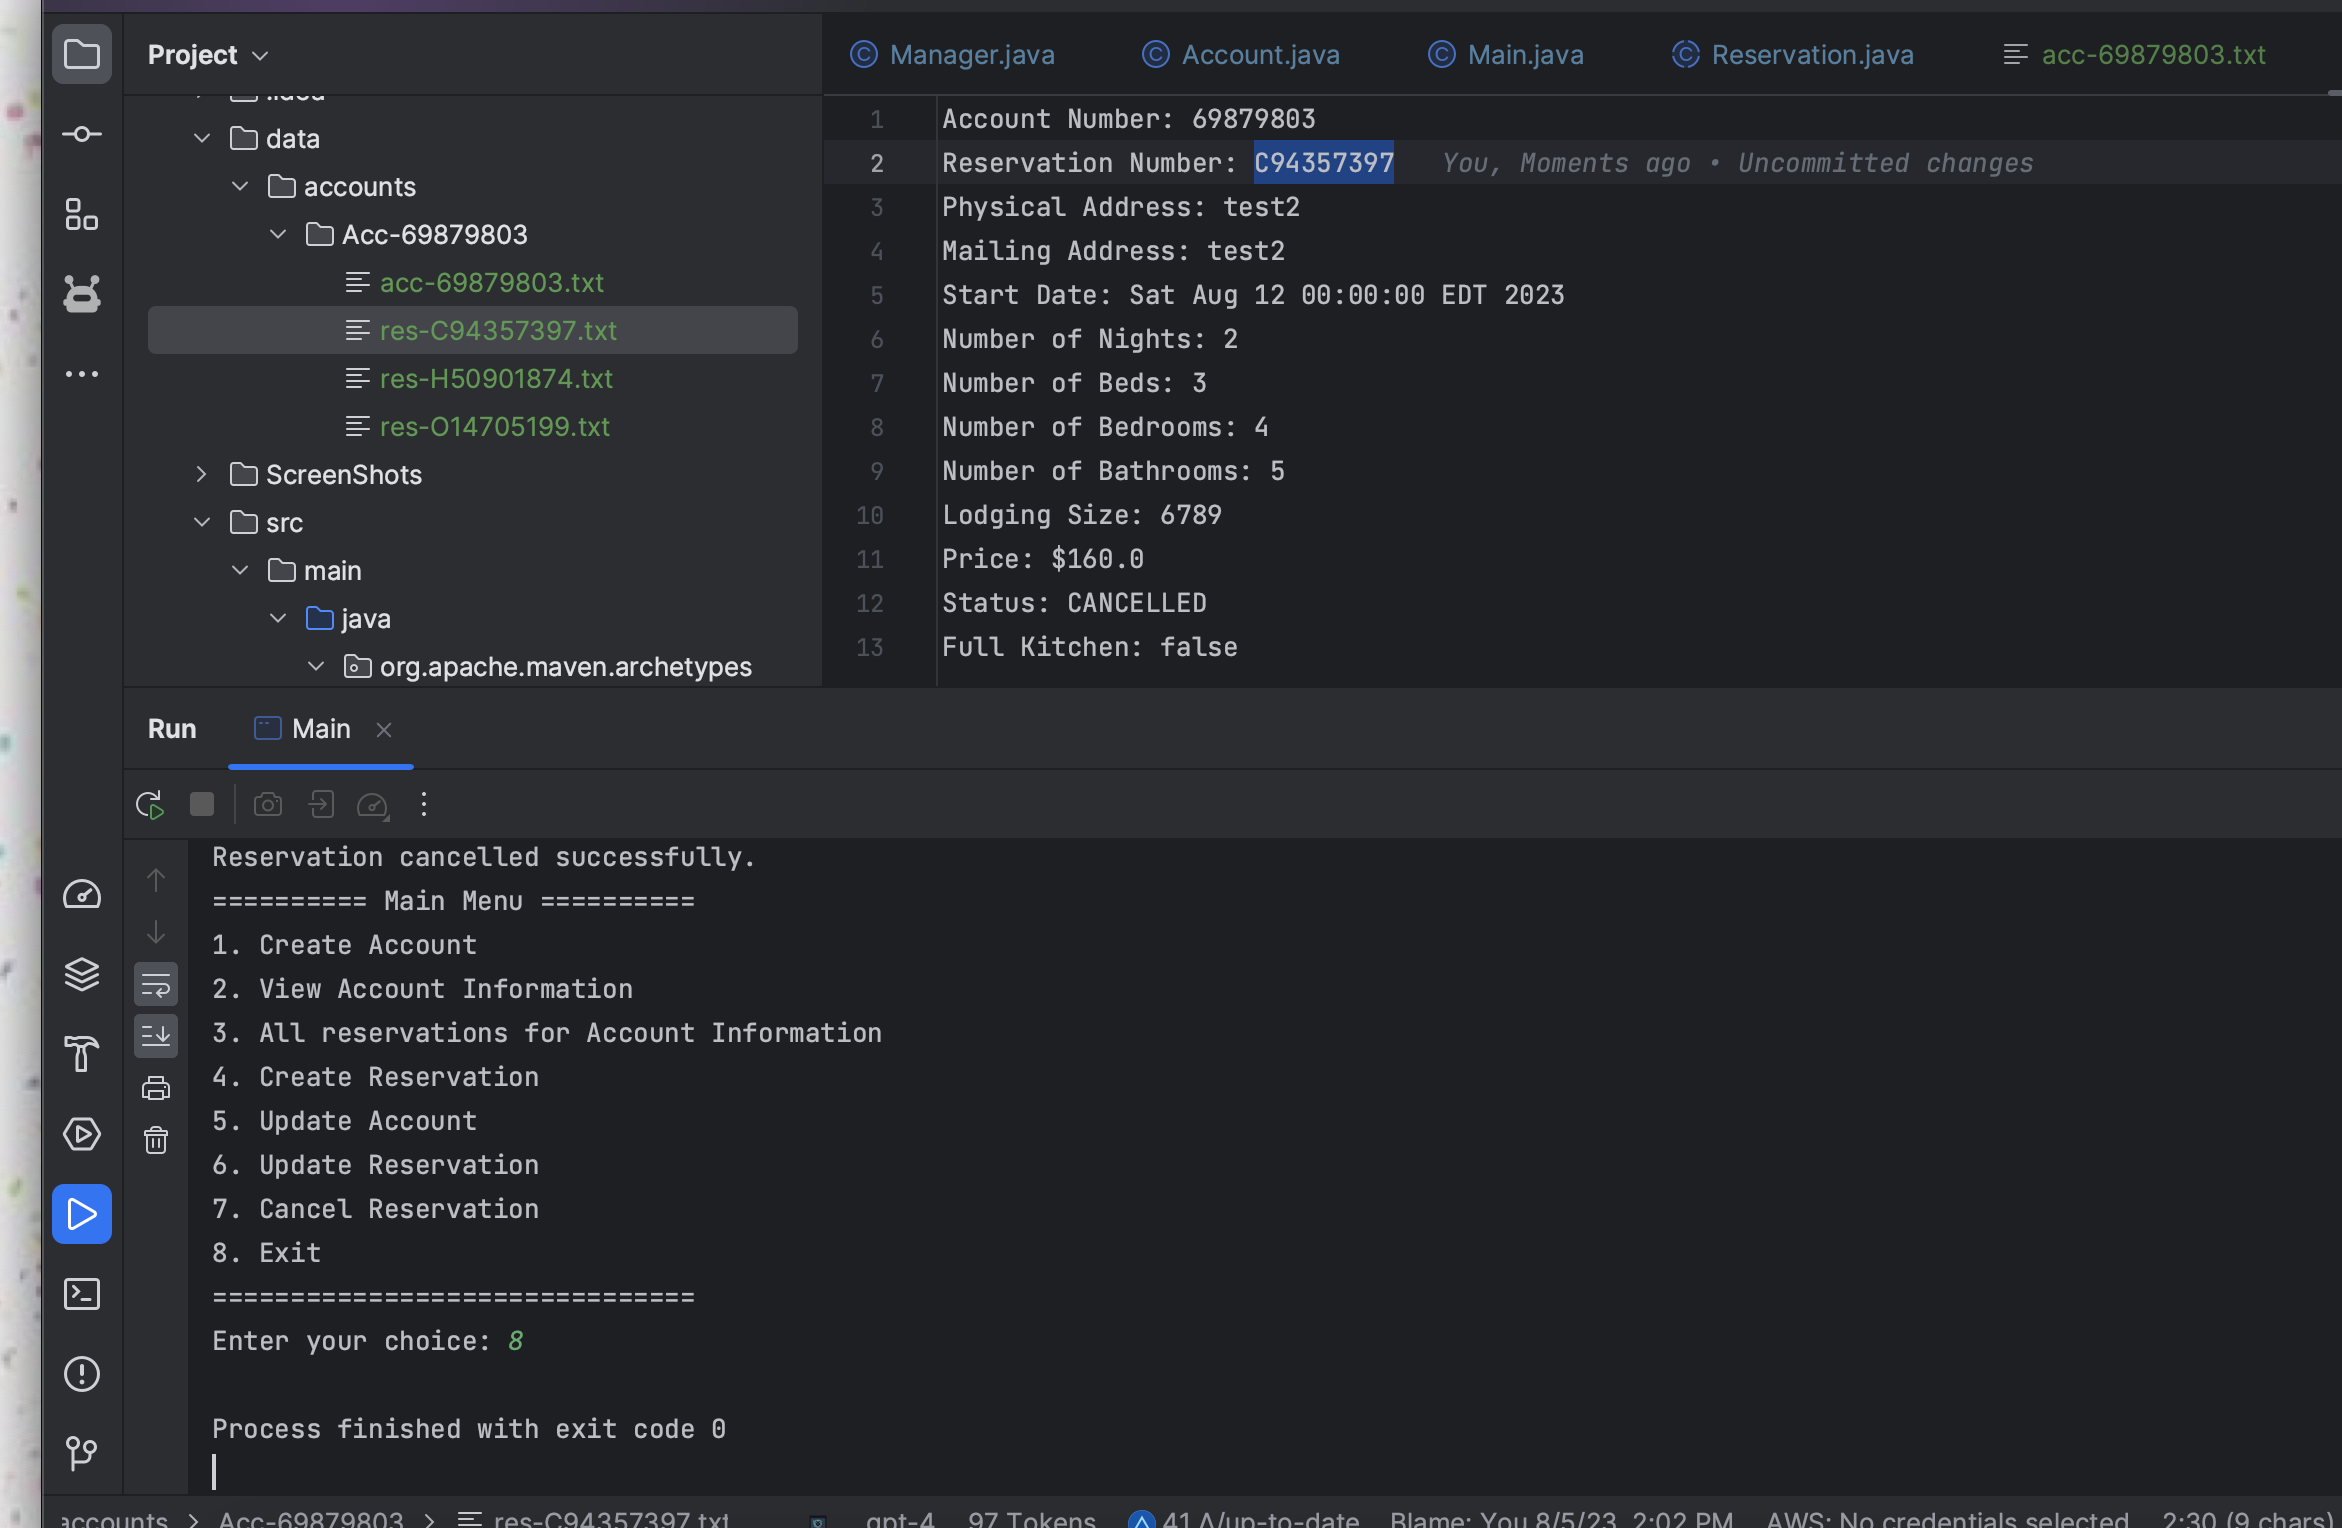 Project
Manager.java
Account.java
Main.java
Reservation.java
acc-69879803.txt
.idea
data
accounts
Acc-69879803
acc-69879803.txt
res-C94357397.txt
res-H50901874.txt
res-O14705199.txt
ScreenShots
src
main
java
org.apache.maven.archetypes
1 Account Number: 69879803
2 Reservation Number: C94357397 You, Moments ago • Uncommitted changes
3 Physical Address: test2
4 Mailing Address: test2
5 Start Date: Sat Aug 12 00:00:00 EDT 2023
6 Number of Nights: 2
7 Number of Beds: 3
8 Number of Bedrooms: 4
9 Number of Bathrooms: 5
10 Lodging Size: 6789
11 Price: $160.0
12 Status: CANCELLED
13 Full Kitchen: false
Run
Main
Reservation cancelled successfully.
========== Main Menu ==========
1. Create Account
2. View Account Information
3. All reservations for Account Information
4. Create Reservation
5. Update Account
6. Update Reservation
7. Cancel Reservation
8. Exit
===============================
Enter your choice: 8
Process finished with exit code 0
accounts > Acc-69879803 > res-C94357397.txt gpt-4 97 Tokens 41 Δ/up-to-date Blame: You 8/5/23, 2:02 PM AWS: No credentials selected 2:30 (9 chars)